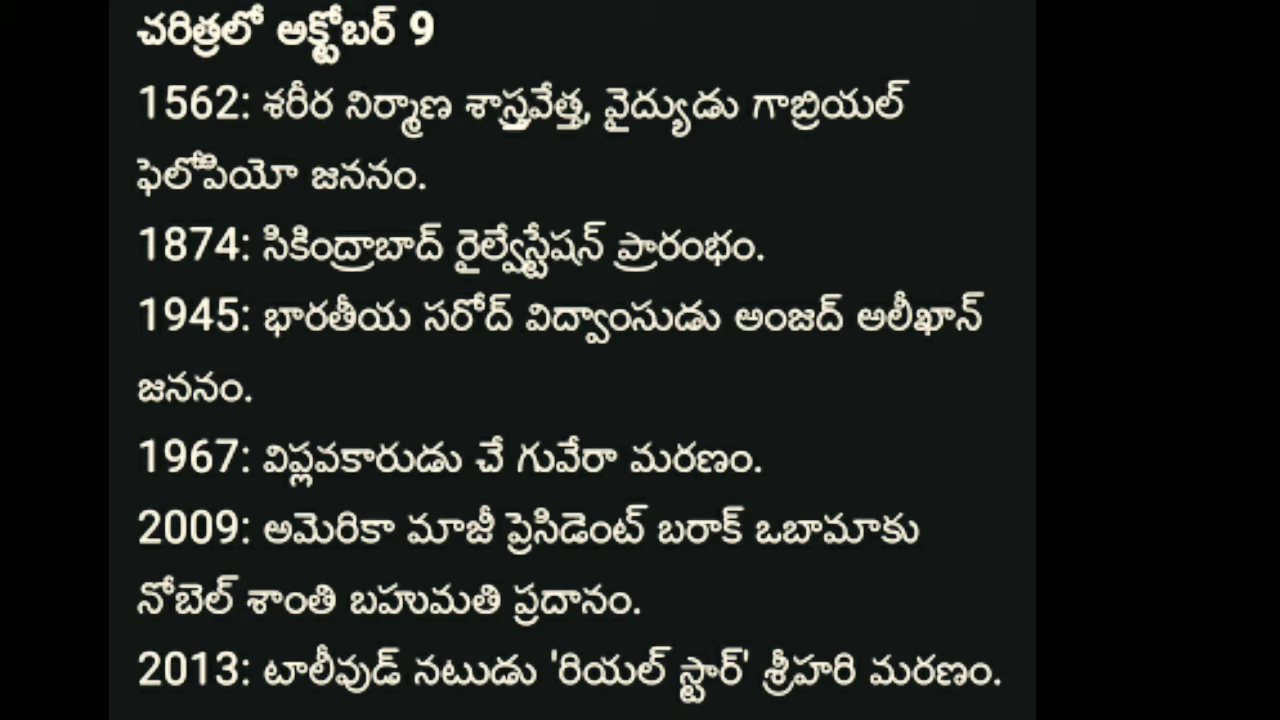 చరిత్రలో అక్టోబర్ 9
1562: శరీర నిర్మాణ శాస్త్రవేత్త, వైద్యుడు గాబ్రియల్
ఫెలోపియో జననం.
1874: సికింద్రాబాద్ రైల్వేస్టేషన్ ప్రారంభం.
1945: భారతీయ సరోద్ విద్వాంసుడు అంజద్ అలీఖాన్
జననం.
1967: విప్లవకారుడు చే గువేరా మరణం.
2009: అమెరికా మాజీ ప్రెసిడెంట్ బరాక్ ఒబామాకు
నోబెల్ శాంతి బహుమతి ప్రదానం.
2013: టాలీవుడ్ నటుడు 'రియల్ స్టార్' శ్రీహరి మరణం.